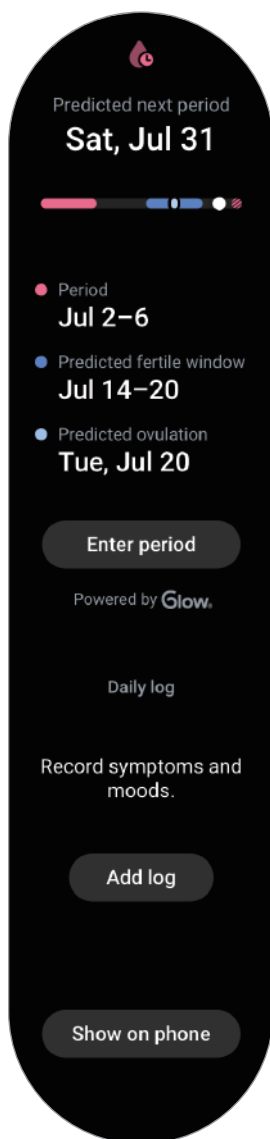 Predicted next period
Sat, Jul 31
Period
Jul 2–6
Predicted fertile window
Jul 14–20
Predicted ovulation
Tue, Jul 20
Enter period
Powered by Glow.
Daily log
Record symptoms and
moods.
Add log
Show on phone